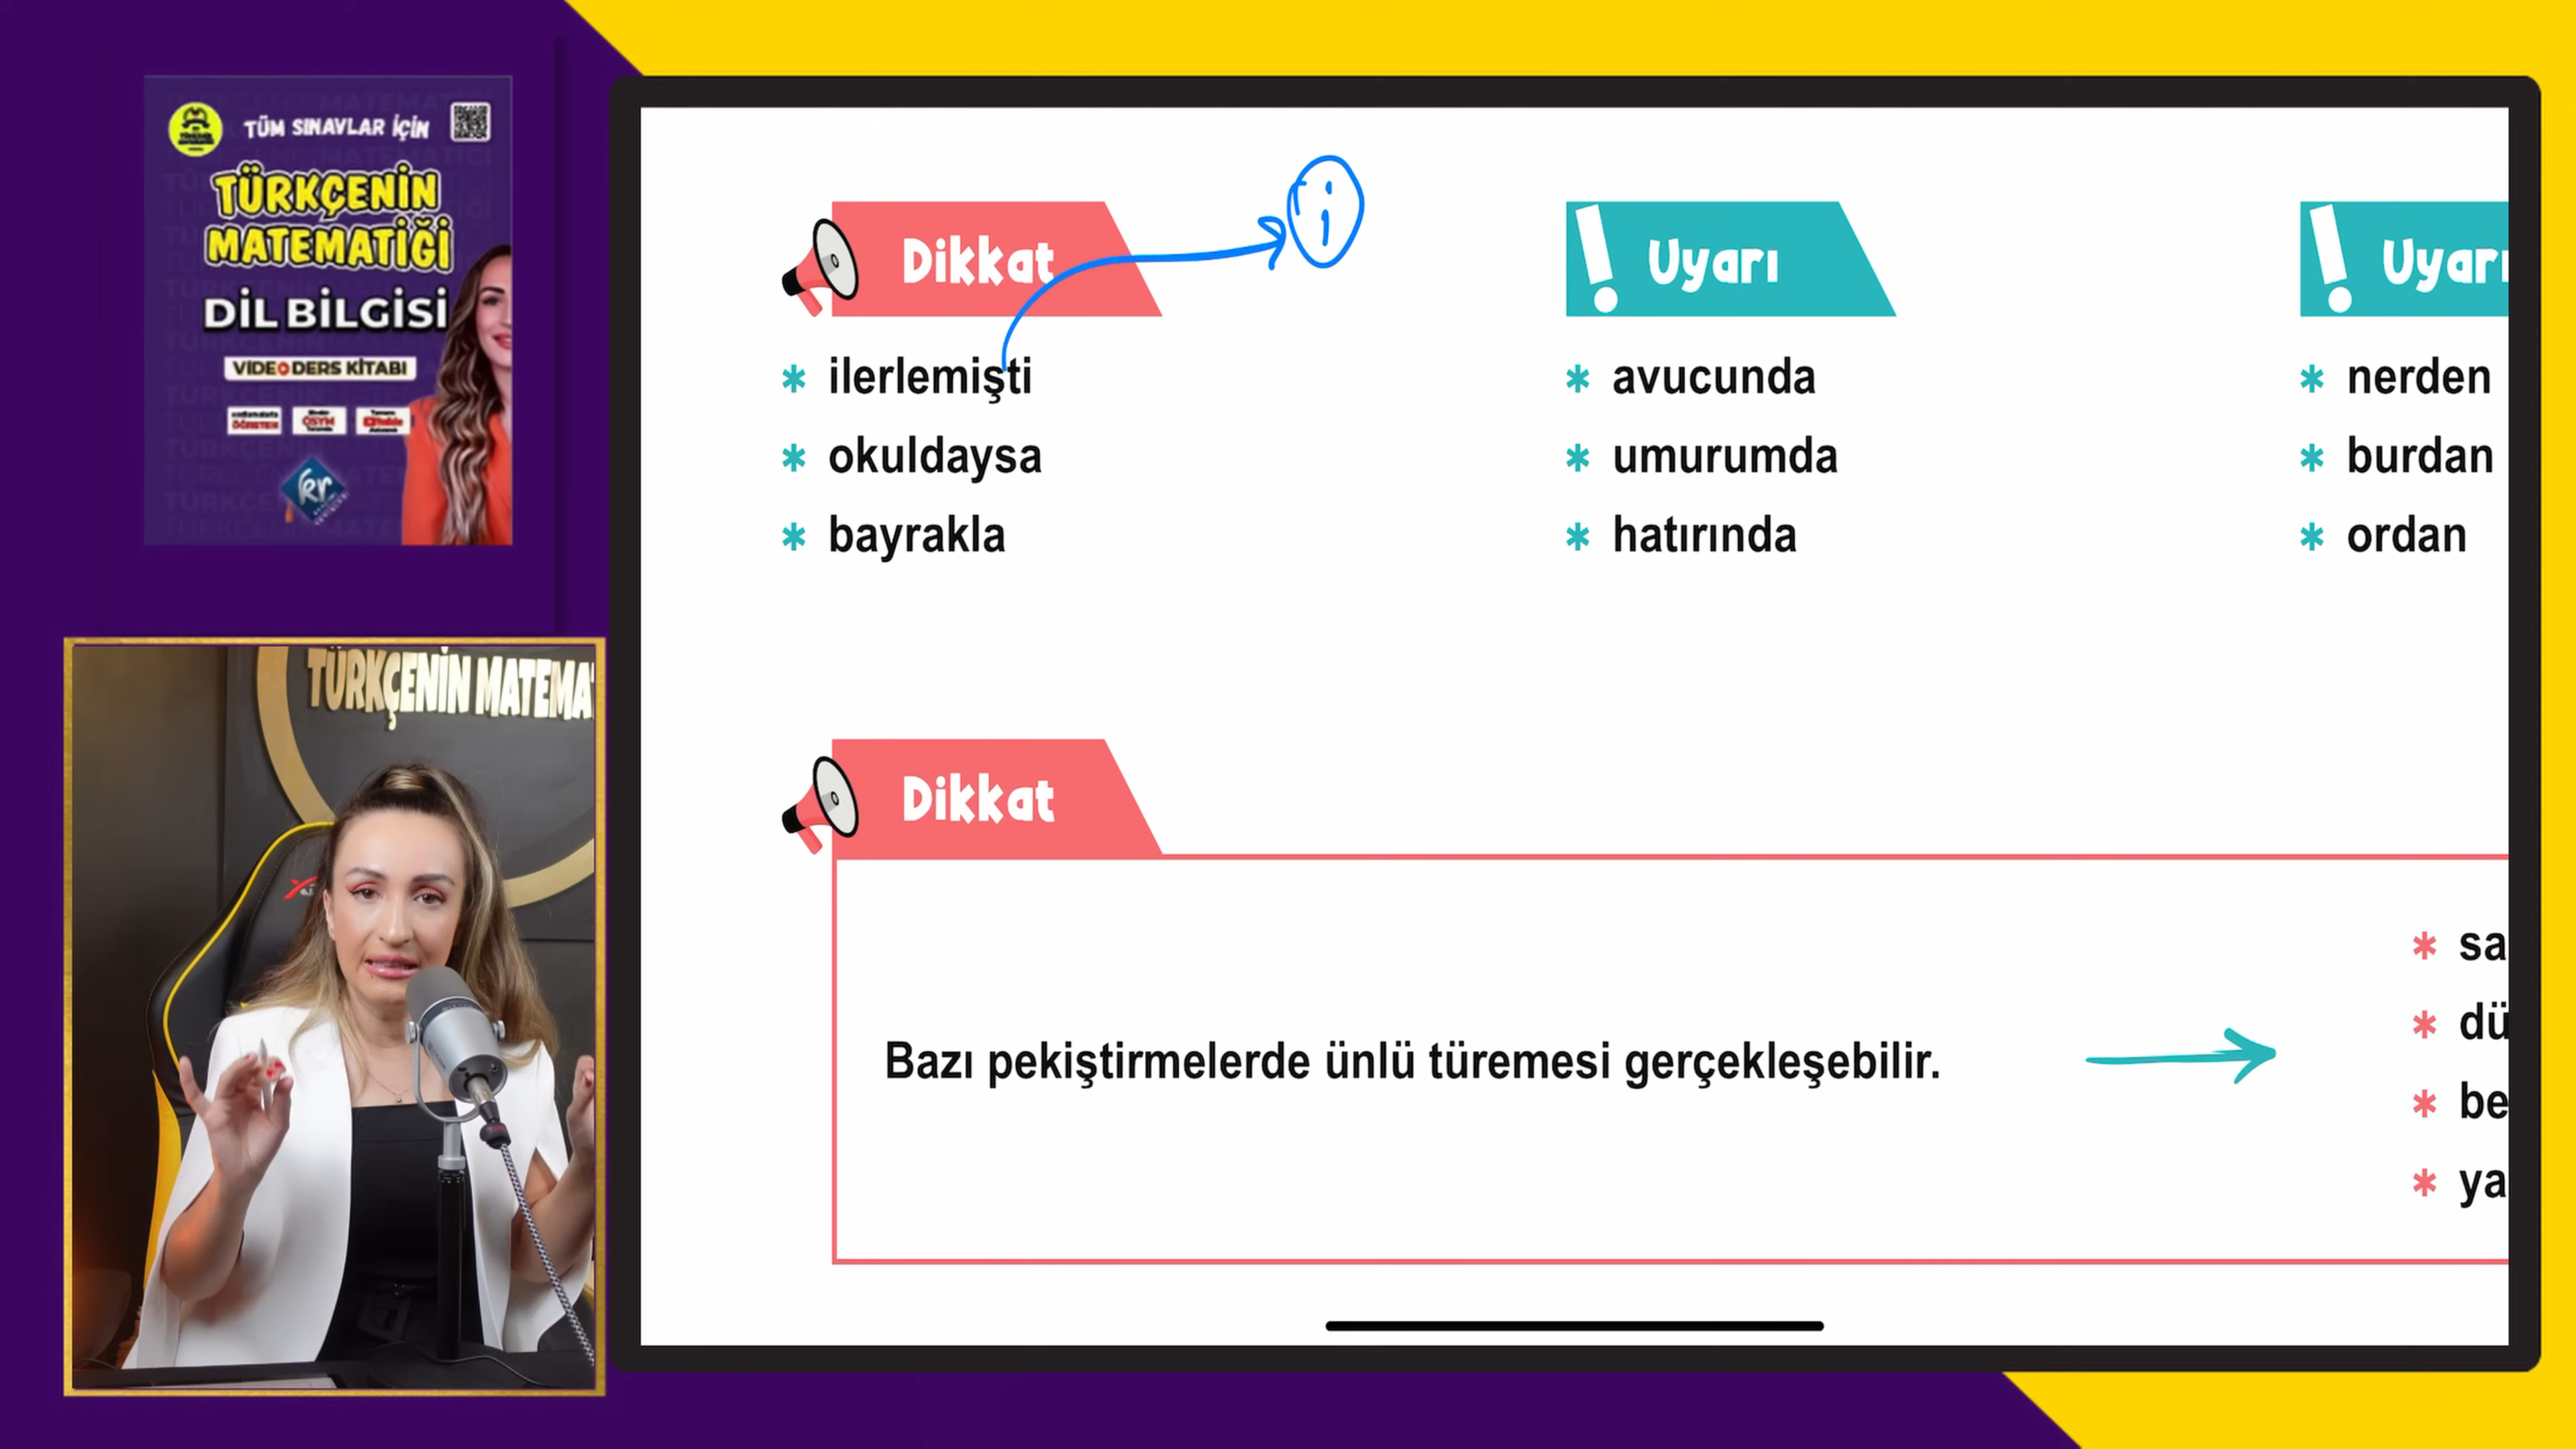 TÜM SINAVLAR İÇİN
TÜRKÇENİN
MATEMATİĞİ
DİL BİLGİSİ
VİDEO DERS KİTABI
TÜRKÇENİN MATEMA
Dikkat
i
* ilerlemişti
* okuldaysa
* bayrakla
Uyarı
* avucunda
* umurumda
* hatırında
Uyarı
* nerden
* burdan
* ordan
Dikkat
Bazı pekiştirmelerde ünlü türemesi gerçekleşebilir.
* sa
* dü
* be
* ya